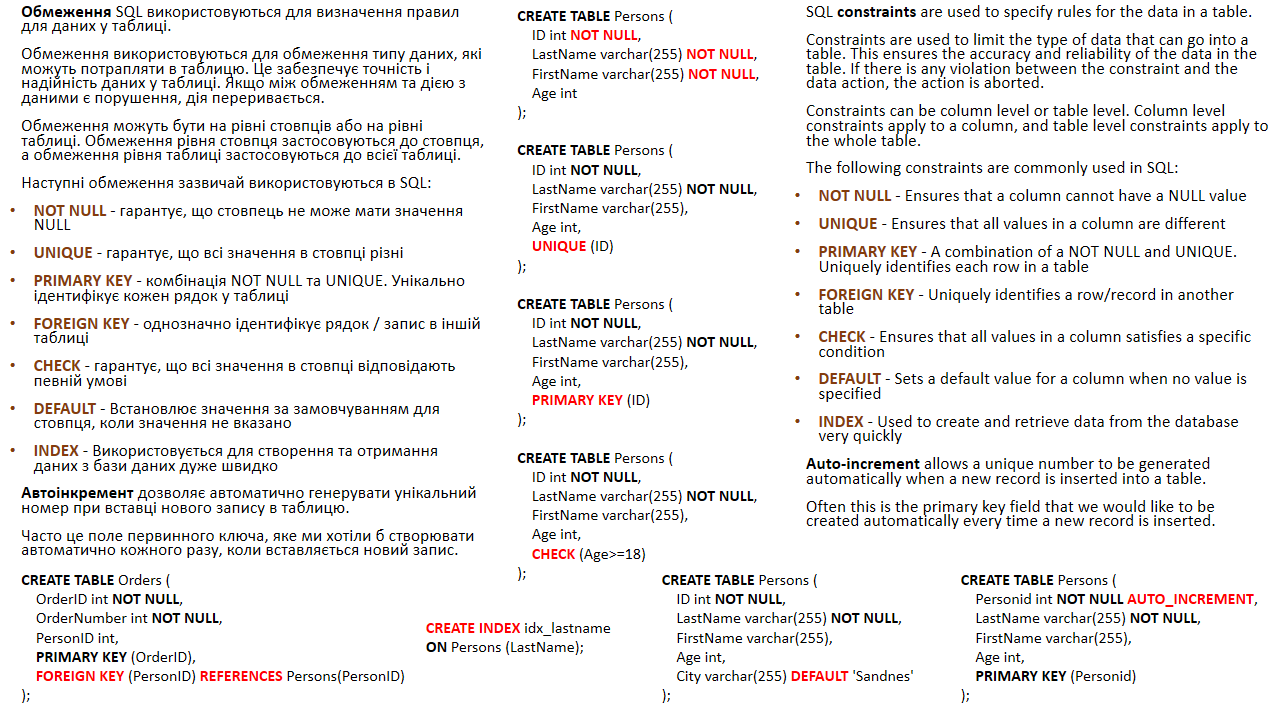 Обмеження SQL використовуються для визначення правил
для даних у таблиці.
Обмеження використовуються для обмеження типу даних, які
можуть потрапляти в таблицю. Це забезпечує точність і
надійність даних у таблиці. Якщо між обмеженням та дією з
даними є порушення, дія переривається.
Обмеження можуть бути на рівні стовпців або на рівні
таблиці. Обмеження рівня стовпця застосовуються до стовпця,
а обмеження рівня таблиці застосовуються до всієї таблиці.
Наступні обмеження зазвичай використовуються в SQL:
• NOT NULL - гарантує, що стовпець не може мати значення
NULL
• UNIQUE - гарантує, що всі значення в стовпці різні
• PRIMARY KEY - комбінація NOT NULL та UNIQUE. Унікально
ідентифікує кожен рядок у таблиці
• FOREIGN KEY - однозначно ідентифікує рядок / запис в іншій
таблиці
• CHECK - гарантує, що всі значення в стовпці відповідають
певній умові
• DEFAULT - Встановлює значення за замовчуванням для
стовпця, коли значення не вказано
• INDEX - Використовується для створення та отримання
даних з бази даних дуже швидко
Автоінкремент дозволяє автоматично генерувати унікальний
номер при вставці нового запису в таблицю.
Часто це поле первинного ключа, яке ми хотіли б створювати
автоматично кожного разу, коли вставляється новий запис.
CREATE TABLE Persons (
ID int NOT NULL,
LastName varchar(255) NOT NULL,
FirstName varchar(255) NOT NULL,
Age int
);
CREATE TABLE Persons (
ID int NOT NULL,
LastName varchar(255) NOT NULL,
FirstName varchar(255),
Age int,
UNIQUE (ID)
);
CREATE TABLE Persons (
ID int NOT NULL,
LastName varchar(255) NOT NULL,
FirstName varchar(255),
Age int,
PRIMARY KEY (ID)
);
CREATE TABLE Persons (
ID int NOT NULL,
LastName varchar(255) NOT NULL,
FirstName varchar(255),
Age int,
CHECK (Age>=18)
);
SQL constraints are used to specify rules for the data in a table.
Constraints are used to limit the type of data that can go into a
table. This ensures the accuracy and reliability of the data in the
table. If there is any violation between the constraint and the
data action, the action is aborted.
Constraints can be column level or table level. Column level
constraints apply to a column, and table level constraints apply to
the whole table.
The following constraints are commonly used in SQL:
• NOT NULL - Ensures that a column cannot have a NULL value
• UNIQUE - Ensures that all values in a column are different
• PRIMARY KEY - A combination of a NOT NULL and UNIQUE.
Uniquely identifies each row in a table
• FOREIGN KEY - Uniquely identifies a row/record in another
table
• CHECK - Ensures that all values in a column satisfies a specific
condition
• DEFAULT - Sets a default value for a column when no value is
specified
• INDEX - Used to create and retrieve data from the database
very quickly
Auto-increment allows a unique number to be generated
automatically when a new record is inserted into a table.
Often this is the primary key field that we would like to be
created automatically every time a new record is inserted.
CREATE TABLE Orders (
OrderID int NOT NULL,
OrderNumber int NOT NULL,
PersonID int,
PRIMARY KEY (OrderID),
FOREIGN KEY (PersonID) REFERENCES Persons(PersonID)
);
CREATE INDEX idx_lastname
ON Persons (LastName);
CREATE TABLE Persons (
ID int NOT NULL,
LastName varchar(255) NOT NULL,
FirstName varchar(255),
Age int,
City varchar(255) DEFAULT 'Sandnes'
);
CREATE TABLE Persons (
Personid int NOT NULL AUTO_INCREMENT,
LastName varchar(255) NOT NULL,
FirstName varchar(255),
Age int,
PRIMARY KEY (Personid)
);